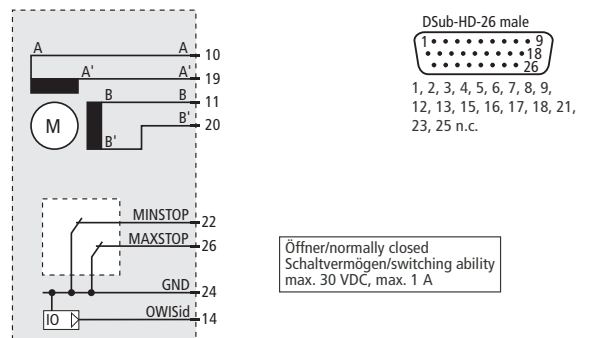 A A 10
A' A' 19
B B 11
B' B' 20
M
MINSTOP 22
MAXSTOP 26
GND 24
IO OWISid 14
DSub-HD-26 male
1 9
18
26
1, 2, 3, 4, 5, 6, 7, 8, 9,
12, 13, 15, 16, 17, 18, 21,
23, 25 n.c.
Öffner/normally closed
Schaltvermögen/switching ability
max. 30 VDC, max. 1 A